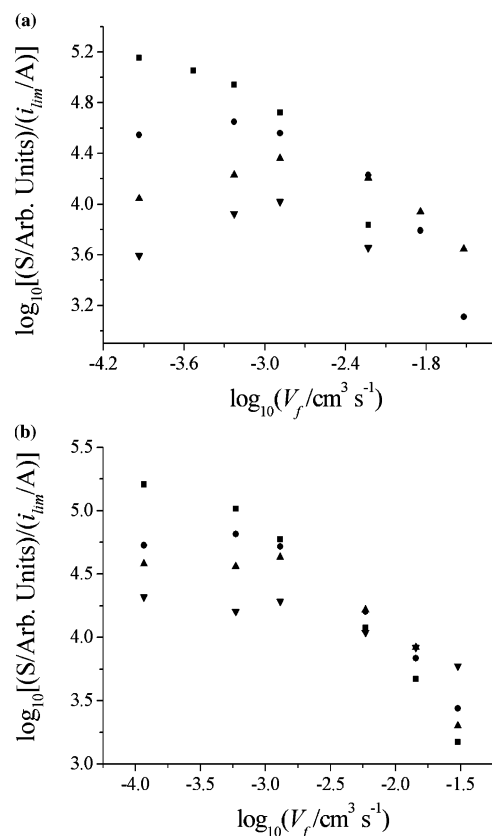 (a)
log10[(S/Arb. Units)/(ilim/A)]
5.2
4.8
4.4
4.0
3.6
3.2
-4.2 -3.6 -3.0 -2.4 -1.8
log10(Vf/cm3 s-1)
(b)
log10[(S/Arb. Units)/(ilim/A)]
5.5
5.0
4.5
4.0
3.5
3.0
-4.0 -3.5 -3.0 -2.5 -2.0 -1.5
log10(Vf/cm3 s-1)